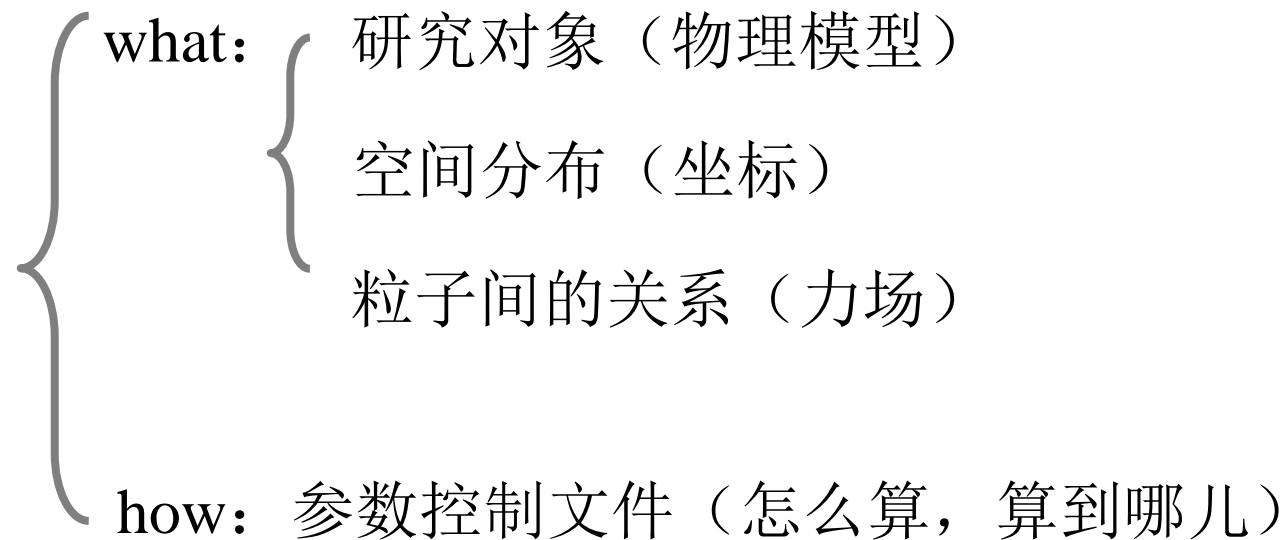 what： 研究对象（物理模型）
空间分布（坐标）
粒子间的关系（力场）
how：参数控制文件（怎么算，算到哪儿）